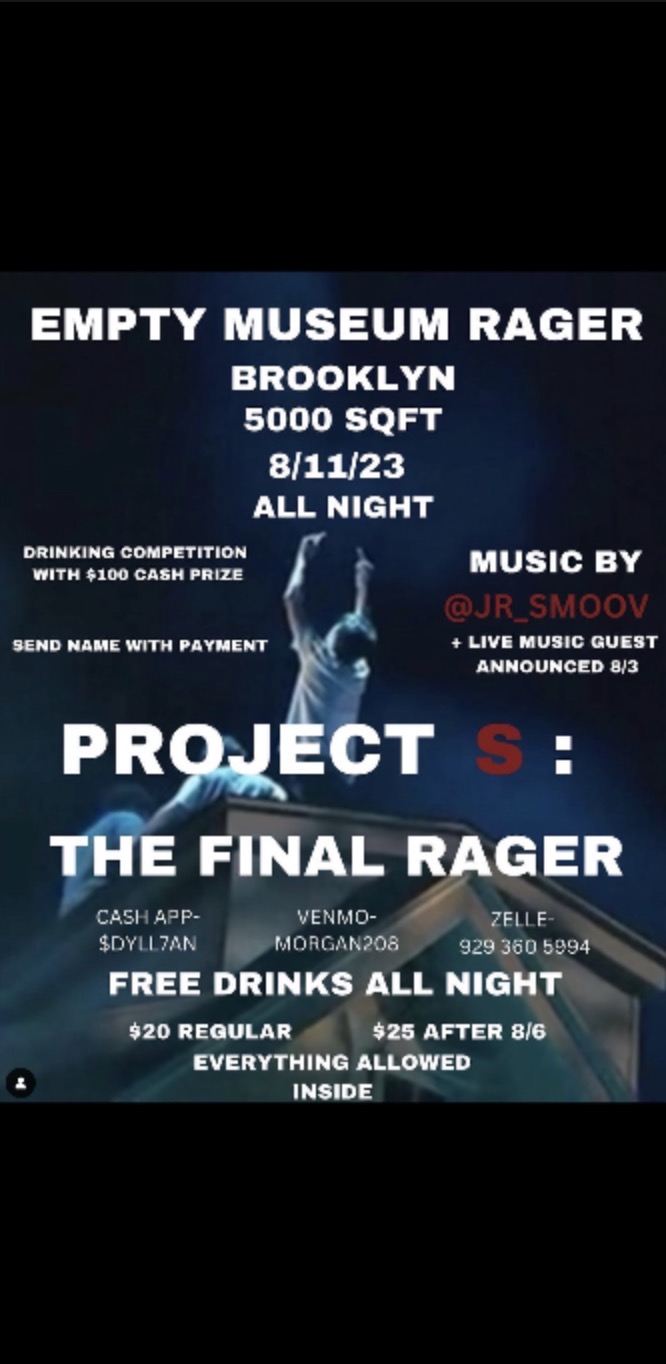 EMPTY MUSEUM RAGER
BROOKLYN
5000 SQFT
8/11/23
ALL NIGHT
DRINKING COMPETITION
WITH $100 CASH PRIZE
SEND NAME WITH PAYMENT
MUSIC BY
@JR_SMOOV
+ LIVE MUSIC GUEST
ANNOUNCED 8/3
PROJECT S :
THE FINAL RAGER
CASH APP-
$DYLL7AN
VENMO-
MORGAN208
ZELLE-
929 360 5994
FREE DRINKS ALL NIGHT
$20 REGULAR
$25 AFTER 8/6
EVERYTHING ALLOWED
INSIDE